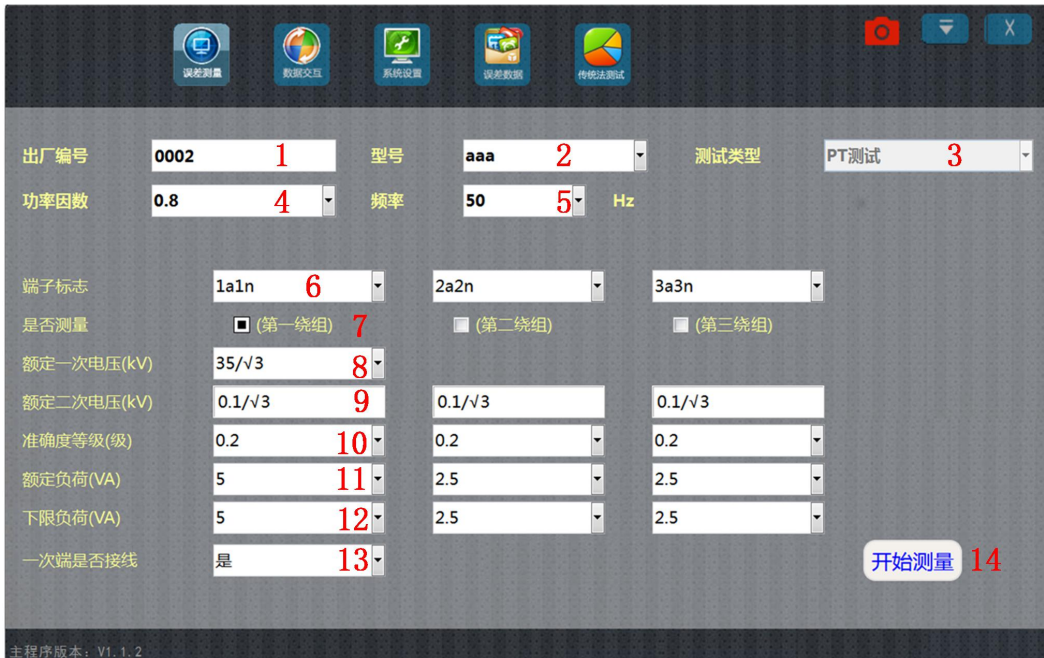 误差测量 数据交互 系统设置 误差数据 传统法测试 X
出厂编号 0002 1 型号 aaa 2 测试类型 PT测试 3
功率因数 0.8 4 频率 50 5 Hz
端子标志 1a1n 6 2a2n 3a3n
是否测量 (第一绕组) 7 (第二绕组) (第三绕组)
额定一次电压(kV) 35/√3 8
额定二次电压(kV) 0.1/√3 9 0.1/√3 0.1/√3
准确度等级(级) 0.2 10 0.2 0.2
额定负荷(VA) 5 11 2.5 2.5
下限负荷(VA) 5 12 2.5 2.5
一次端是否接线 是 13 开始测量 14
主程序版本：V1.1.2